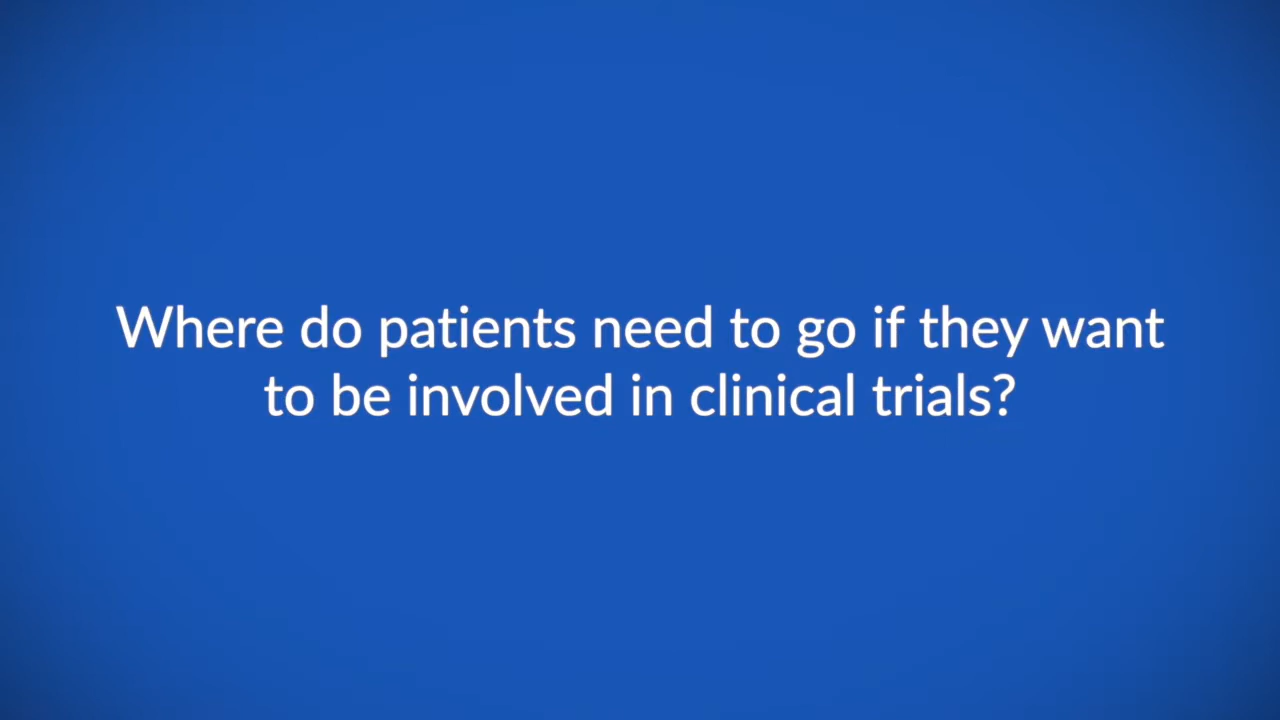 Where do patients need to go if they want
to be involved in clinical trials?